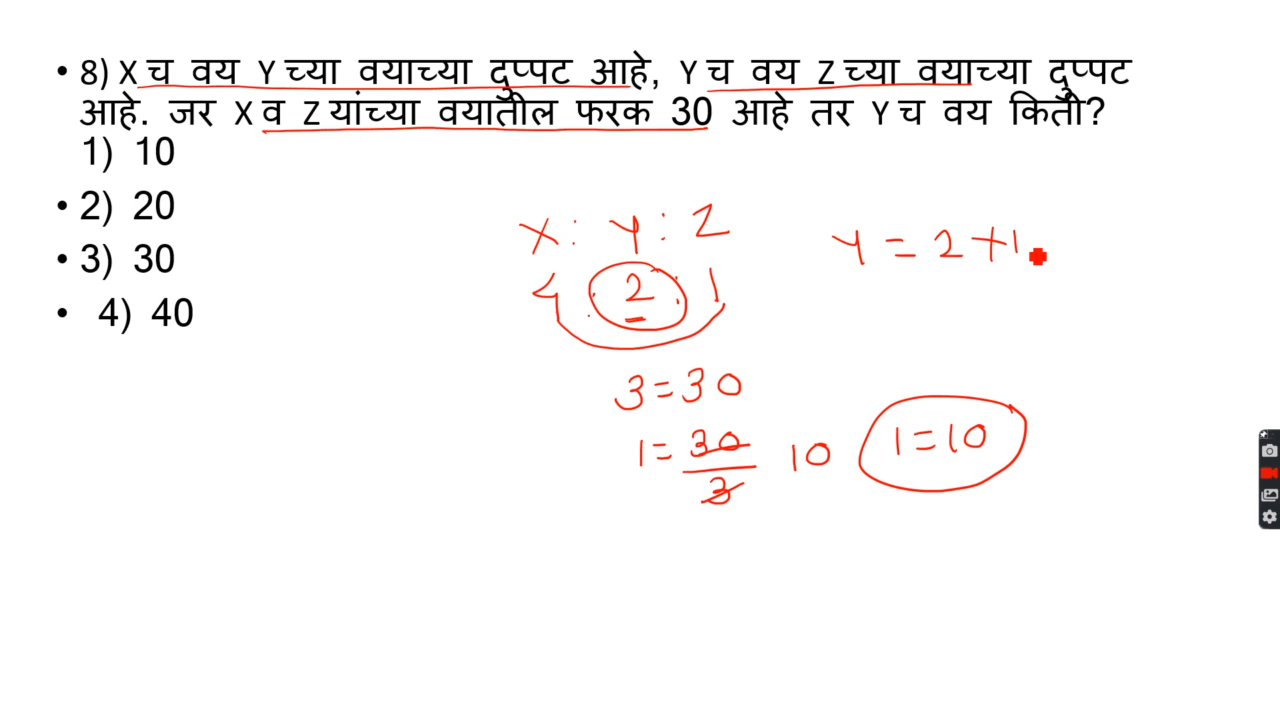 • 8) X च वय Y च्या वयाच्या दुप्पट आहे, Y च वय Z च्या वयाच्या दुप्पट
आहे. जर X व Z यांच्या वयातील फरक 30 आहे तर Y च वय किती?
1) 10
• 2) 20
• 3) 30
• 4) 40
X : Y : Z
4 : 2 : 1
Y = 2 × 1
3 = 30
1 = 30/3 10
1 = 10